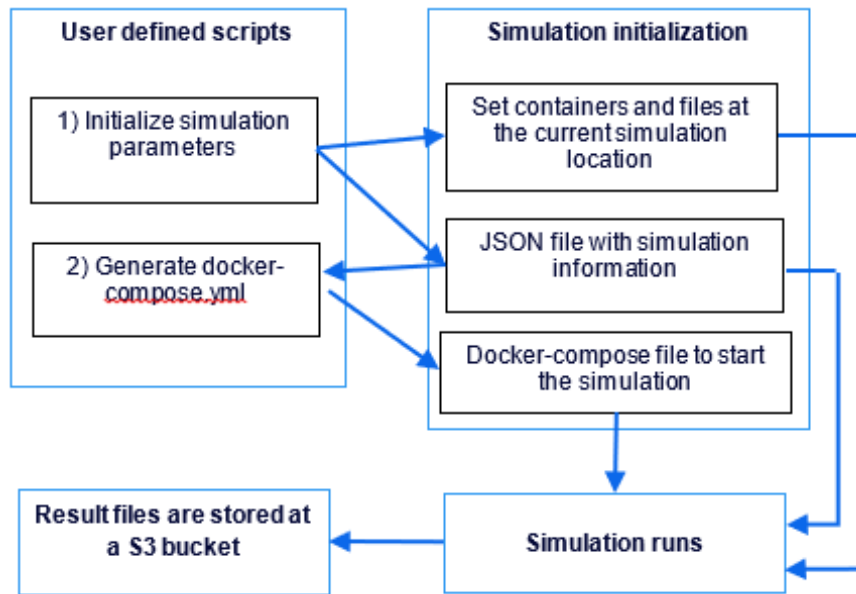 User defined scripts
1) Initialize simulation
parameters
2) Generate docker-
compose.yml
Simulation initialization
Set containers and files at
the current simulation
location
JSON file with simulation
information
Docker-compose file to start
the simulation
Result files are stored at
a S3 bucket
Simulation runs